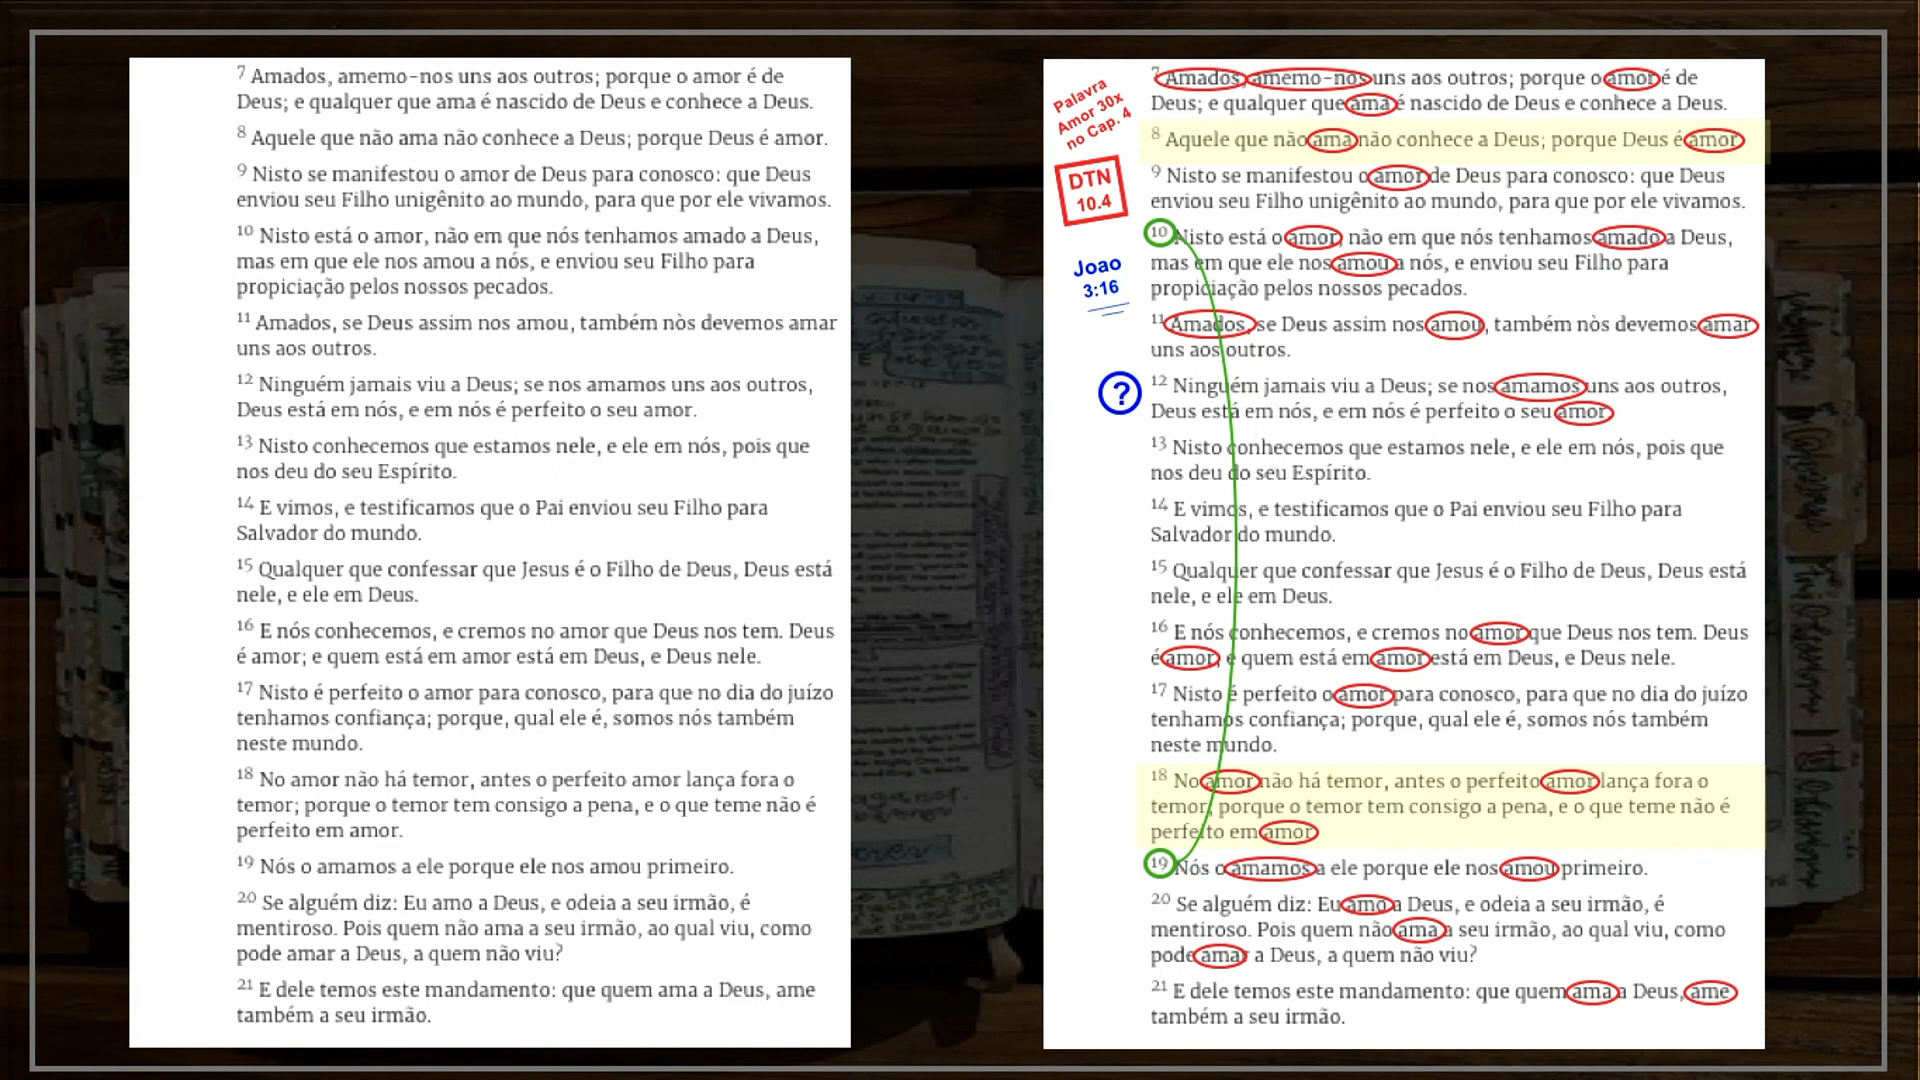 7 Amados, amemo-nos uns aos outros; porque o amor é de
Deus; e qualquer que ama é nascido de Deus e conhece a Deus.
8 Aquele que não ama não conhece a Deus; porque Deus é amor.
9 Nisto se manifestou o amor de Deus para conosco: que Deus
enviou seu Filho unigênito ao mundo, para que por ele vivamos.
10 Nisto está o amor, não em que nós tenhamos amado a Deus,
mas em que ele nos amou a nós, e enviou seu Filho para
propiciação pelos nossos pecados.
11 Amados, se Deus assim nos amou, também nòs devemos amar
uns aos outros.
12 Ninguém jamais viu a Deus; se nos amamos uns aos outros,
Deus está em nós, e em nós é perfeito o seu amor.
13 Nisto conhecemos que estamos nele, e ele em nós, pois que
nos deu do seu Espírito.
14 E vimos, e testificamos que o Pai enviou seu Filho para
Salvador do mundo.
15 Qualquer que confessar que Jesus é o Filho de Deus, Deus está
nele, e ele em Deus.
16 E nós conhecemos, e cremos no amor que Deus nos tem. Deus
é amor; e quem está em amor está em Deus, e Deus nele.
17 Nisto é perfeito o amor para conosco, para que no dia do juízo
tenhamos confiança; porque, qual ele é, somos nós também
neste mundo.
18 No amor não há temor, antes o perfeito amor lança fora o
temor; porque o temor tem consigo a pena, e o que teme não é
perfeito em amor.
19 Nós o amamos a ele porque ele nos amou primeiro.
20 Se alguém diz: Eu amo a Deus, e odeia a seu irmão, é
mentiroso. Pois quem não ama a seu irmão, ao qual viu, como
pode amar a Deus, a quem não viu?
21 E dele temos este mandamento: que quem ama a Deus, ame
também a seu irmão.
Palavra
Amor 30x
no Cap. 4
DTN
10.4
Joao
3:16
?
7 Amados, amemo-nos uns aos outros; porque o amor é de
Deus; e qualquer que ama é nascido de Deus e conhece a Deus.
8 Aquele que não ama não conhece a Deus; porque Deus é amor
9 Nisto se manifestou o amor de Deus para conosco: que Deus
enviou seu Filho unigênito ao mundo, para que por ele vivamos.
10 Nisto está o amor, não em que nós tenhamos amado a Deus,
mas em que ele nos amou a nós, e enviou seu Filho para
propiciação pelos nossos pecados.
11 Amados, se Deus assim nos amou, também nòs devemos amar
uns aos outros.
12 Ninguém jamais viu a Deus; se nos amamos uns aos outros,
Deus está em nós, e em nós é perfeito o seu amor
13 Nisto conhecemos que estamos nele, e ele em nós, pois que
nos deu do seu Espírito.
14 E vimos, e testificamos que o Pai enviou seu Filho para
Salvador do mundo.
15 Qualquer que confessar que Jesus é o Filho de Deus, Deus está
nele, e ele em Deus.
16 E nós conhecemos, e cremos no amor que Deus nos tem. Deus
é amor; e quem está em amor está em Deus, e Deus nele.
17 Nisto é perfeito o amor para conosco, para que no dia do juízo
tenhamos confiança; porque, qual ele é, somos nós também
neste mundo.
18 No amor não há temor, antes o perfeito amor lança fora o
temor; porque o temor tem consigo a pena, e o que teme não é
perfeito em amor
19 Nós o amamos a ele porque ele nos amou primeiro.
20 Se alguém diz: Eu amo a Deus, e odeia a seu irmão, é
mentiroso. Pois quem não ama a seu irmão, ao qual viu, como
pode amar a Deus, a quem não viu?
21 E dele temos este mandamento: que quem ama a Deus, ame
também a seu irmão.